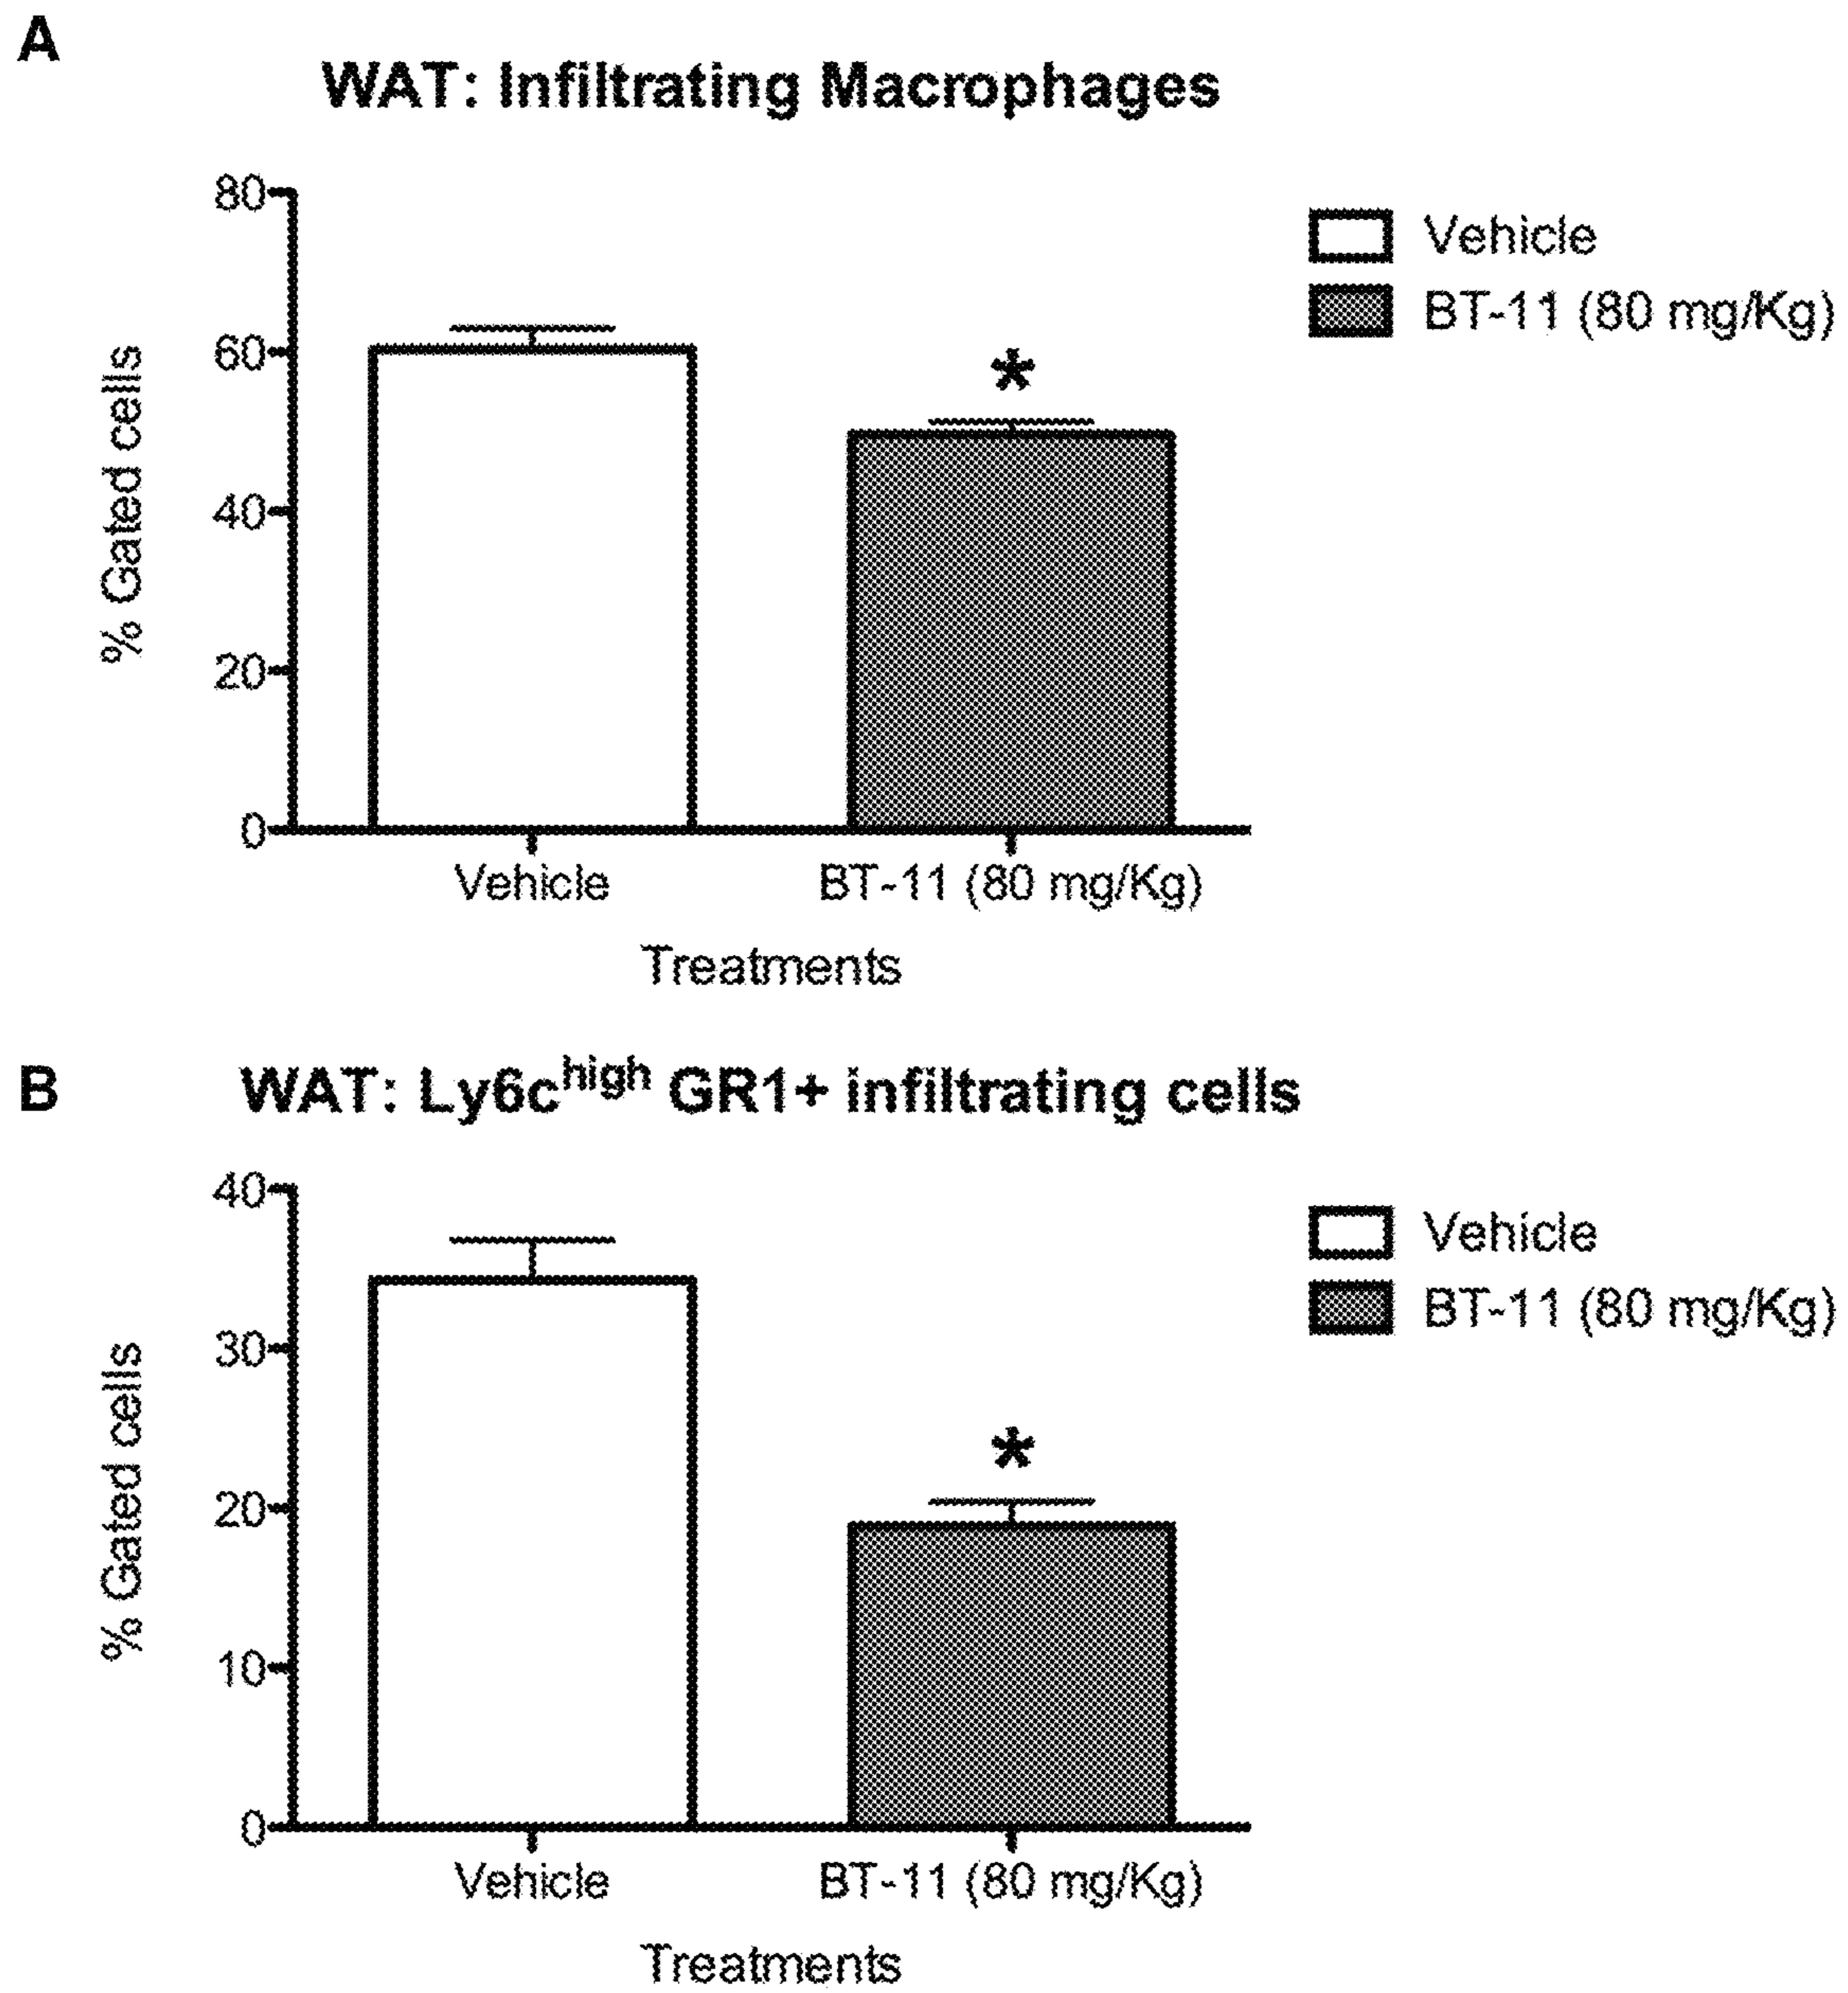 A
WAT: Infiltrating Macrophages
80
60
40
20
0
% Gated cells
*
Vehicle
BT-11 (80 mg/Kg)
Vehicle
BT-11 (80 mg/Kg)
Treatments
B
WAT: Ly6c^high GR1+ infiltrating cells
40
30
20
10
0
% Gated cells
*
Vehicle
BT-11 (80 mg/Kg)
Vehicle
BT-11 (80 mg/Kg)
Treatments